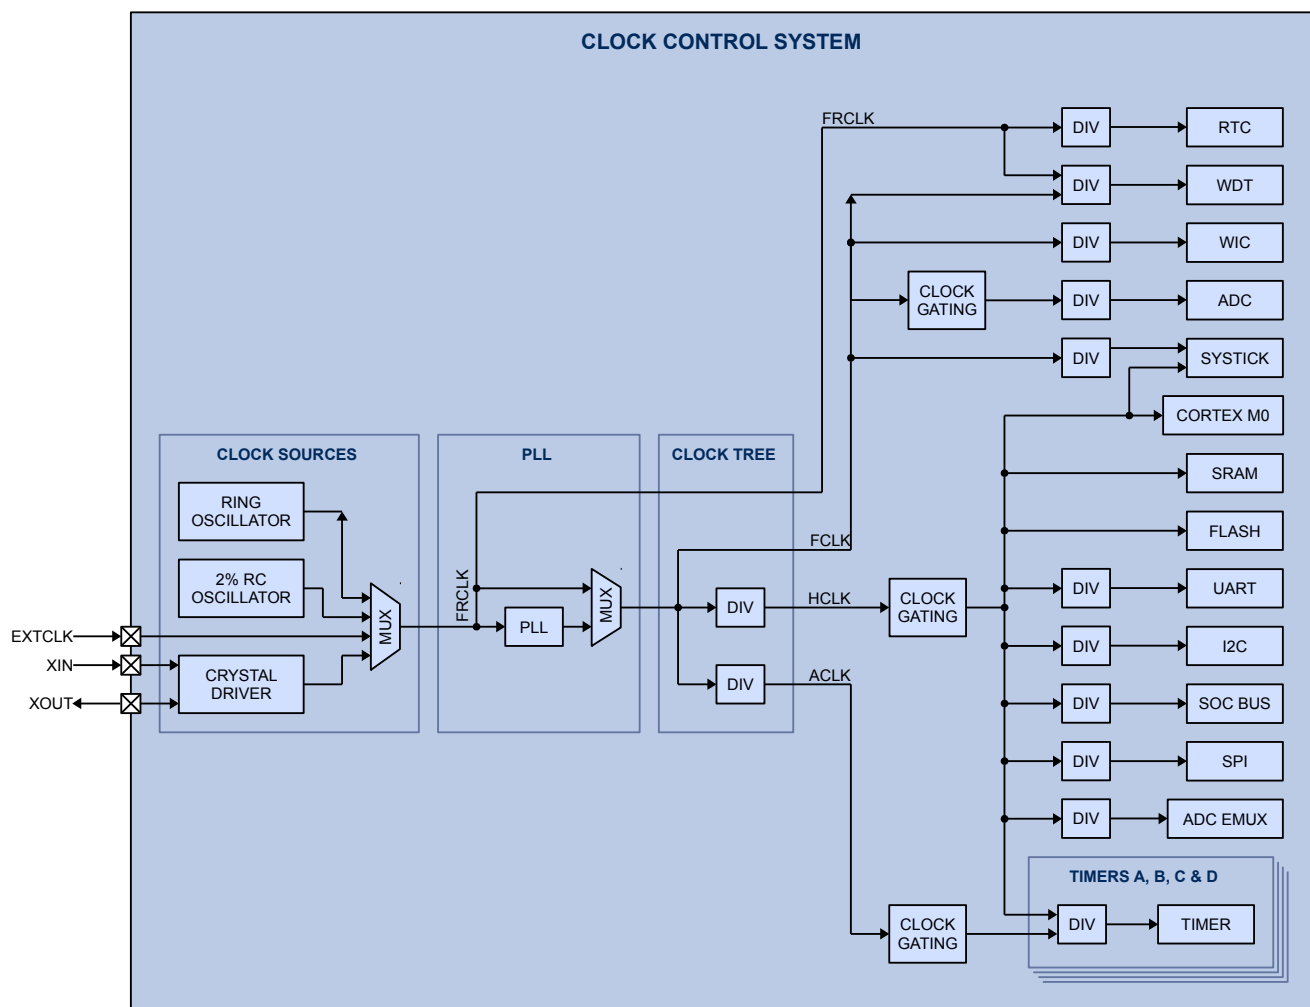 CLOCK CONTROL SYSTEM
FRCLK
DIV
RTC
DIV
WDT
DIV
WIC
CLOCK
GATING
DIV
ADC
DIV
SYSTICK
CORTEX M0
CLOCK SOURCES
PLL
CLOCK TREE
SRAM
RING
OSCILLATOR
FLASH
FCLK
2% RC
OSCILLATOR
MUX
FRCLK
PLL
MUX
DIV
HCLK
CLOCK
GATING
DIV
UART
EXTCLK
XIN
XOUT
CRYSTAL
DRIVER
DIV
ACLK
DIV
I2C
DIV
SOC BUS
DIV
SPI
DIV
ADC EMUX
TIMERS A, B, C & D
CLOCK
GATING
DIV
TIMER